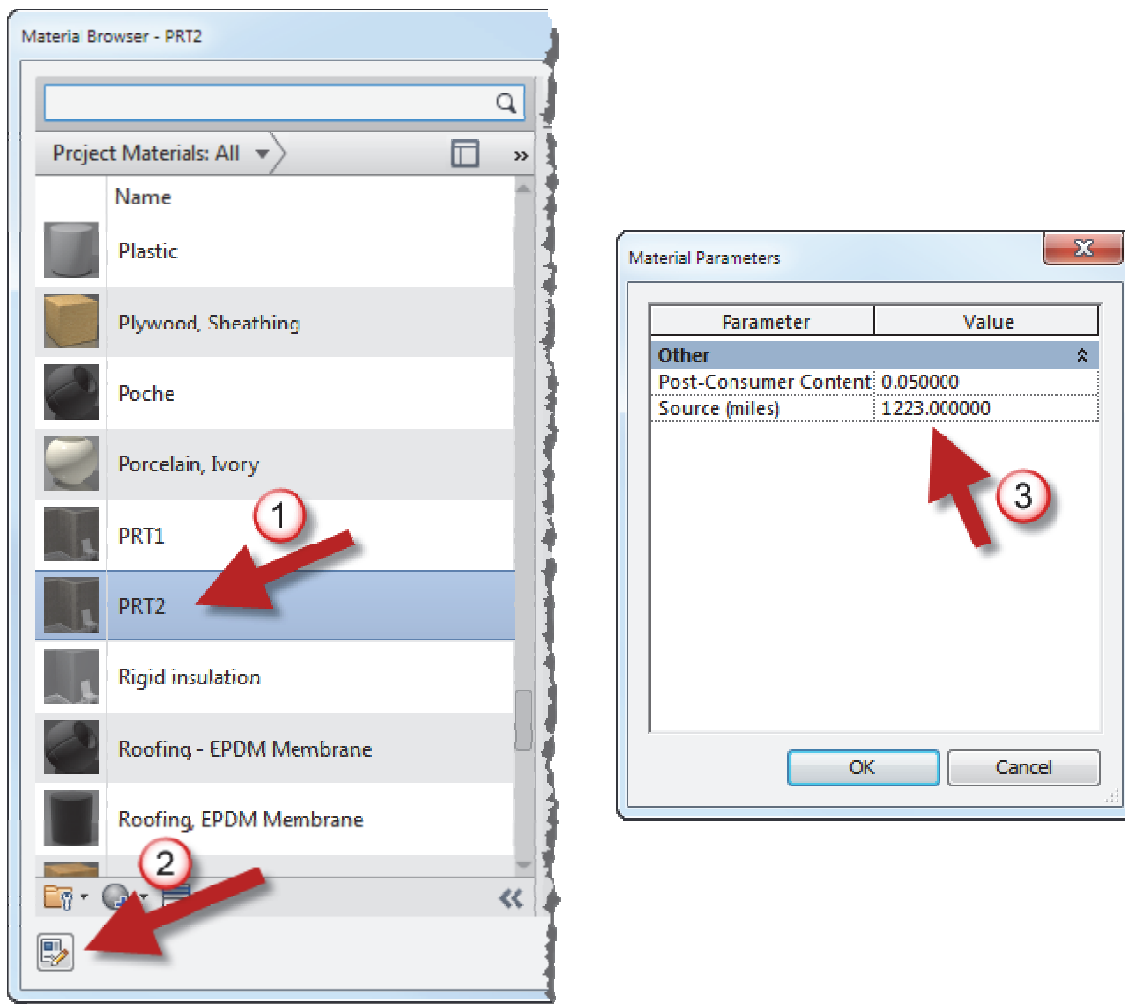 Material Browser - PRT2
Project Materials: All
»
Name
Plastic
Plywood, Sheathing
Poche
Porcelain, Ivory
1
PRT1
PRT2
Rigid insulation
Roofing - EPDM Membrane
Roofing, EPDM Membrane
2
Material Parameters
Parameter Value
Other
Post-Consumer Content 0.050000
Source (miles) 1223.000000
3
OK Cancel